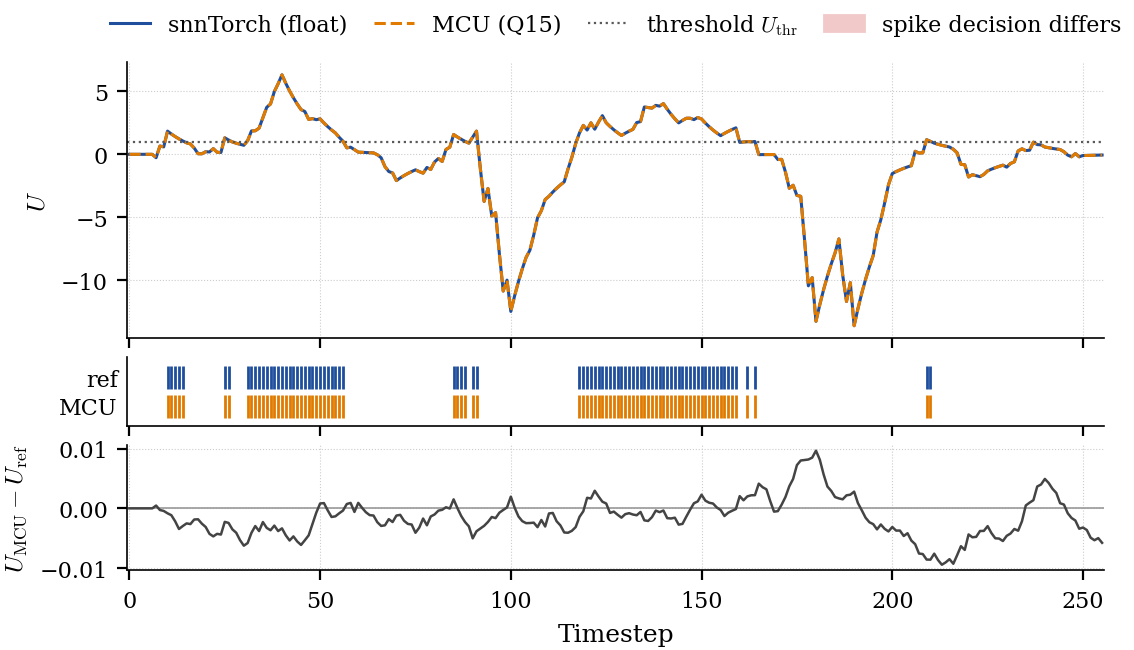 snnTorch (float) MCU (Q15) threshold U_thr spike decision differs
5
0
−5
−10
U
ref
MCU
0.01
0.00
−0.01
U_MCU − U_ref
0 50 100 150 200 250
Timestep